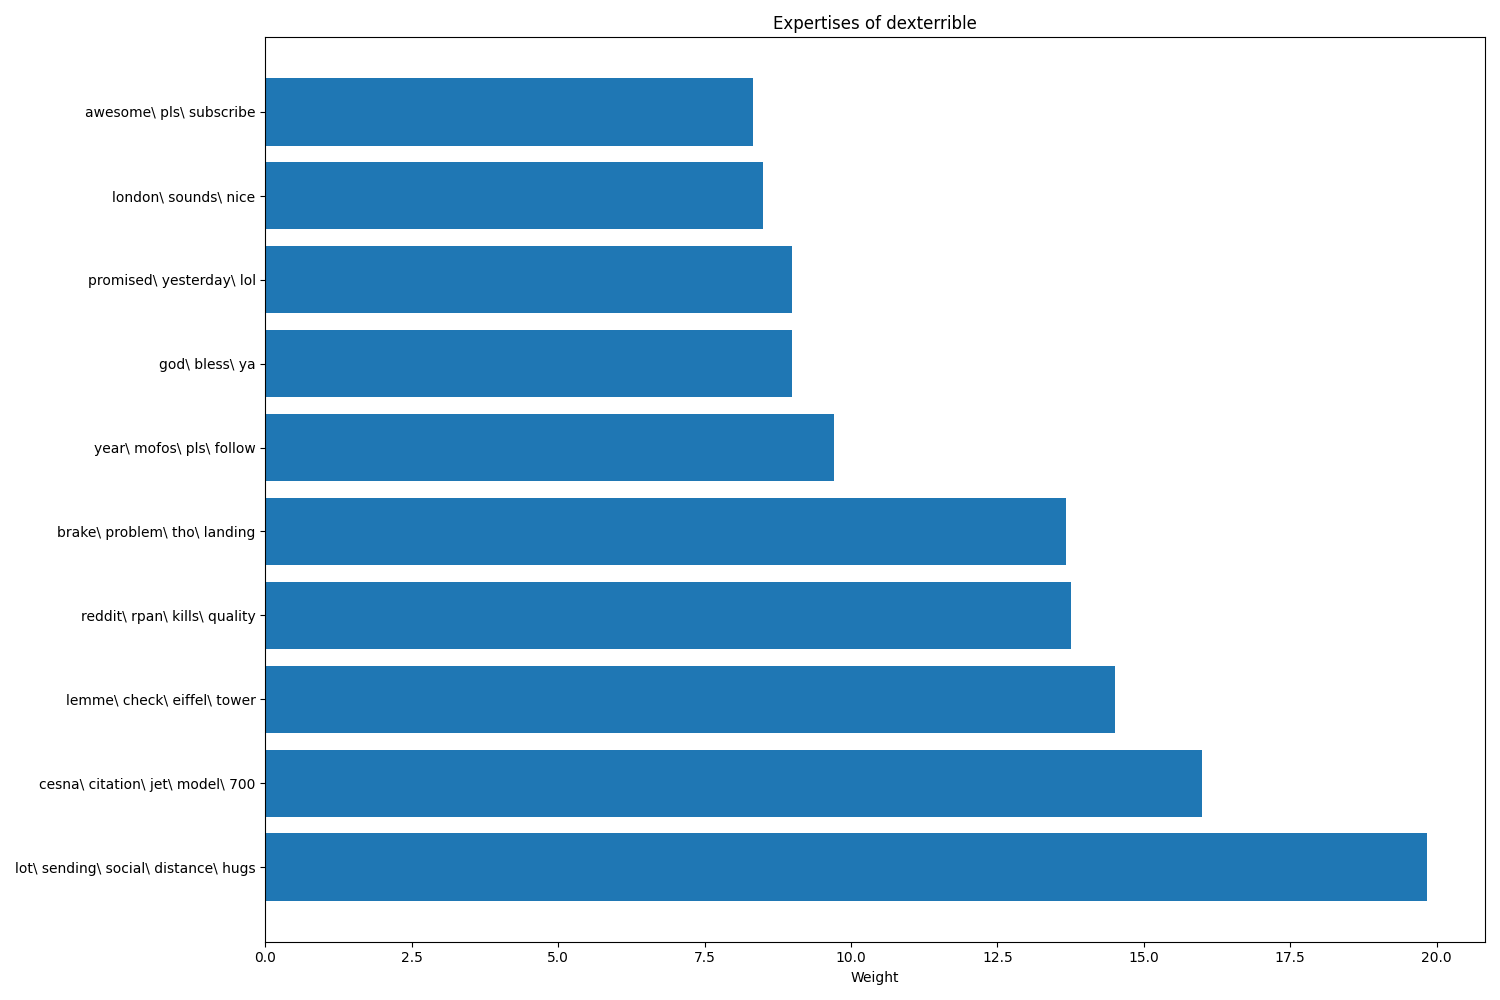 Expertises of dexterrible
awesome\ pls\ subscribe
london\ sounds\ nice
promised\ yesterday\ lol
god\ bless\ ya
year\ mofos\ pls\ follow
brake\ problem\ tho\ landing
reddit\ rpan\ kills\ quality
lemme\ check\ eiffel\ tower
cesna\ citation\ jet\ model\ 700
lot\ sending\ social\ distance\ hugs
0.0 2.5 5.0 7.5 10.0 12.5 15.0 17.5 20.0
Weight